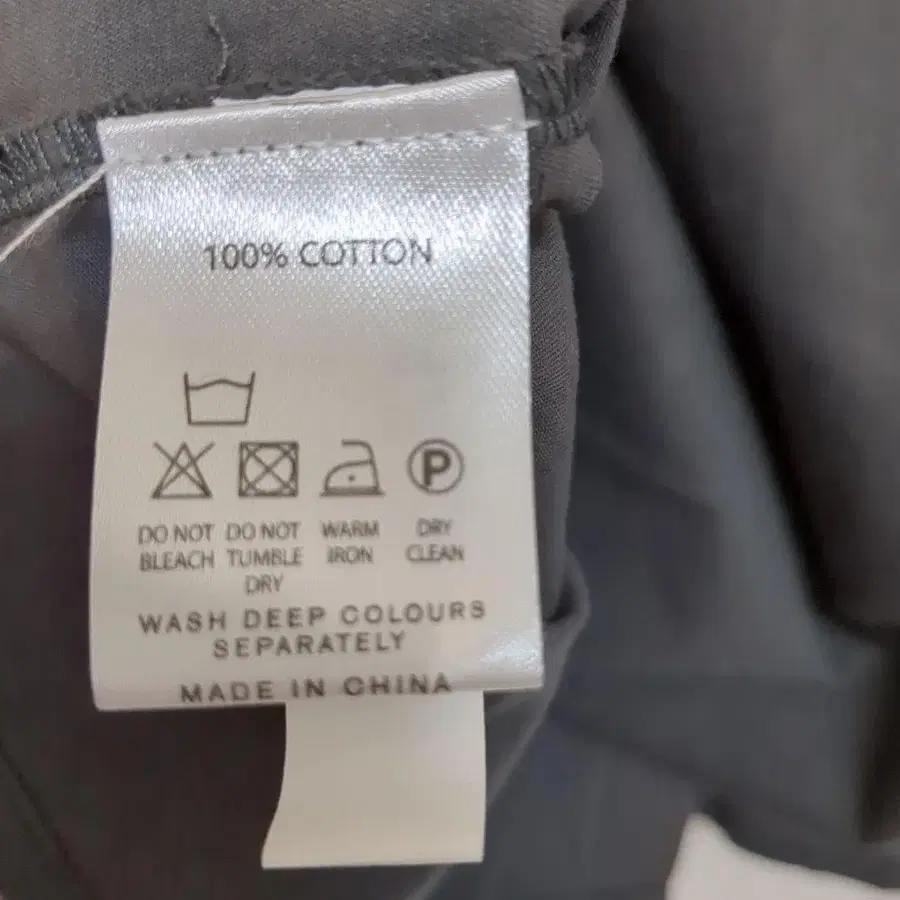 100% COTTON
P
DO NOT BLEACH
DO NOT TUMBLE DRY
WARM IRON
DRY CLEAN
WASH DEEP COLOURS
SEPARATELY
MADE IN CHINA